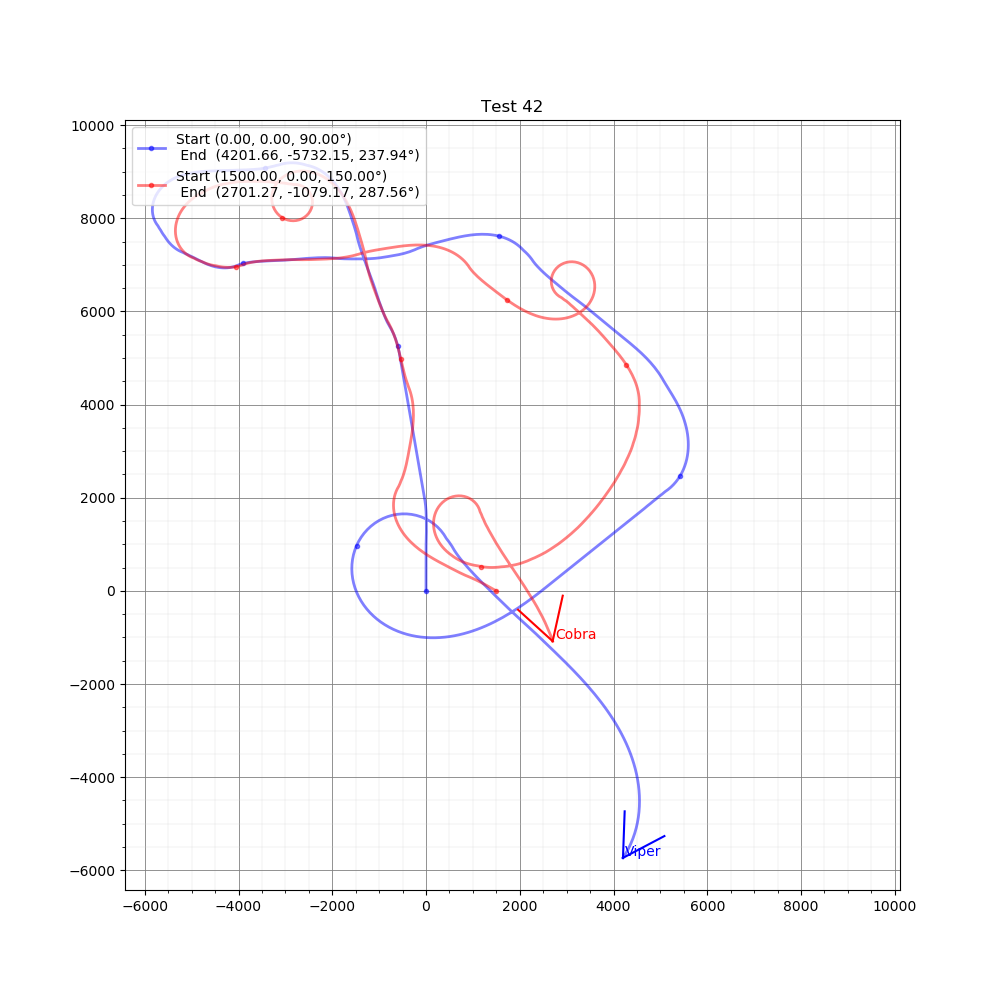 Test 42
Start (0.00, 0.00, 90.00°)
End (4201.66, -5732.15, 237.94°)
Start (1500.00, 0.00, 150.00°)
End (2701.27, -1079.17, 287.56°)
10000
8000
6000
4000
2000
0
−2000
−4000
−6000
Cobra
Viper
−6000 −4000 −2000 0 2000 4000 6000 8000 10000